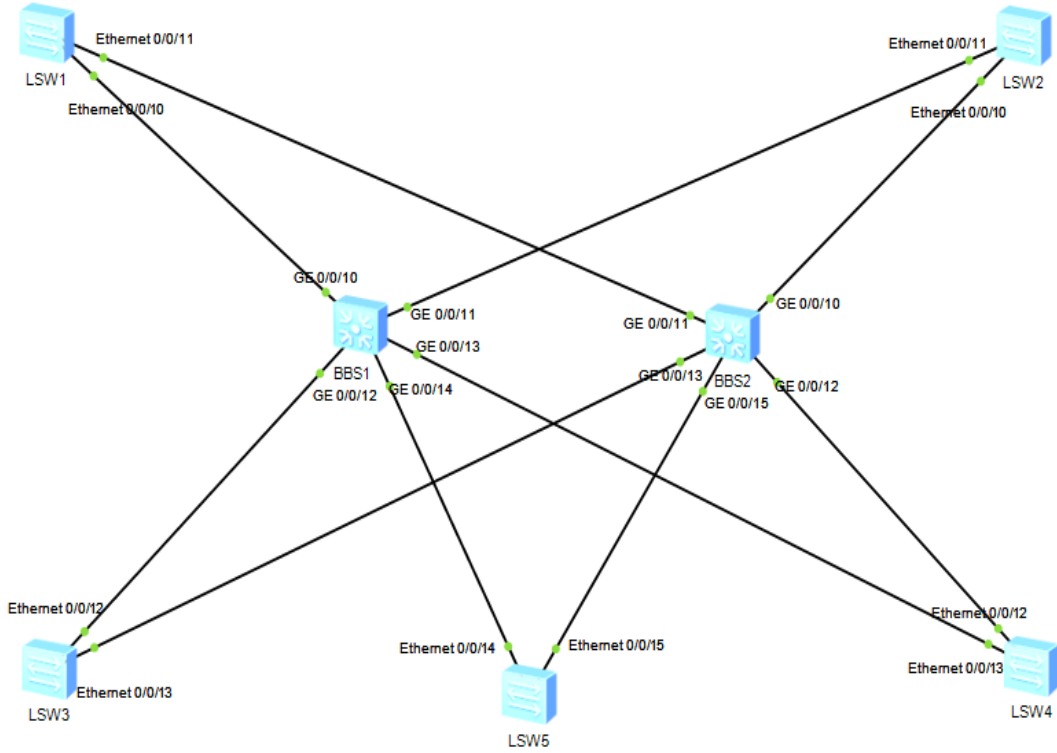 Ethernet 0/0/11
LSW1
Ethernet 0/0/10
Ethernet 0/0/11
LSW2
Ethernet 0/0/10
GE 0/0/10
GE 0/0/11
GE 0/0/13
BBS1
GE 0/0/12
GE 0/0/14
GE 0/0/10
GE 0/0/11
GE 0/0/13
BBS2
GE 0/0/12
GE 0/0/15
Ethernet 0/0/12
Ethernet 0/0/13
LSW3
Ethernet 0/0/14
Ethernet 0/0/15
LSW5
Ethernet 0/0/12
Ethernet 0/0/13
LSW4